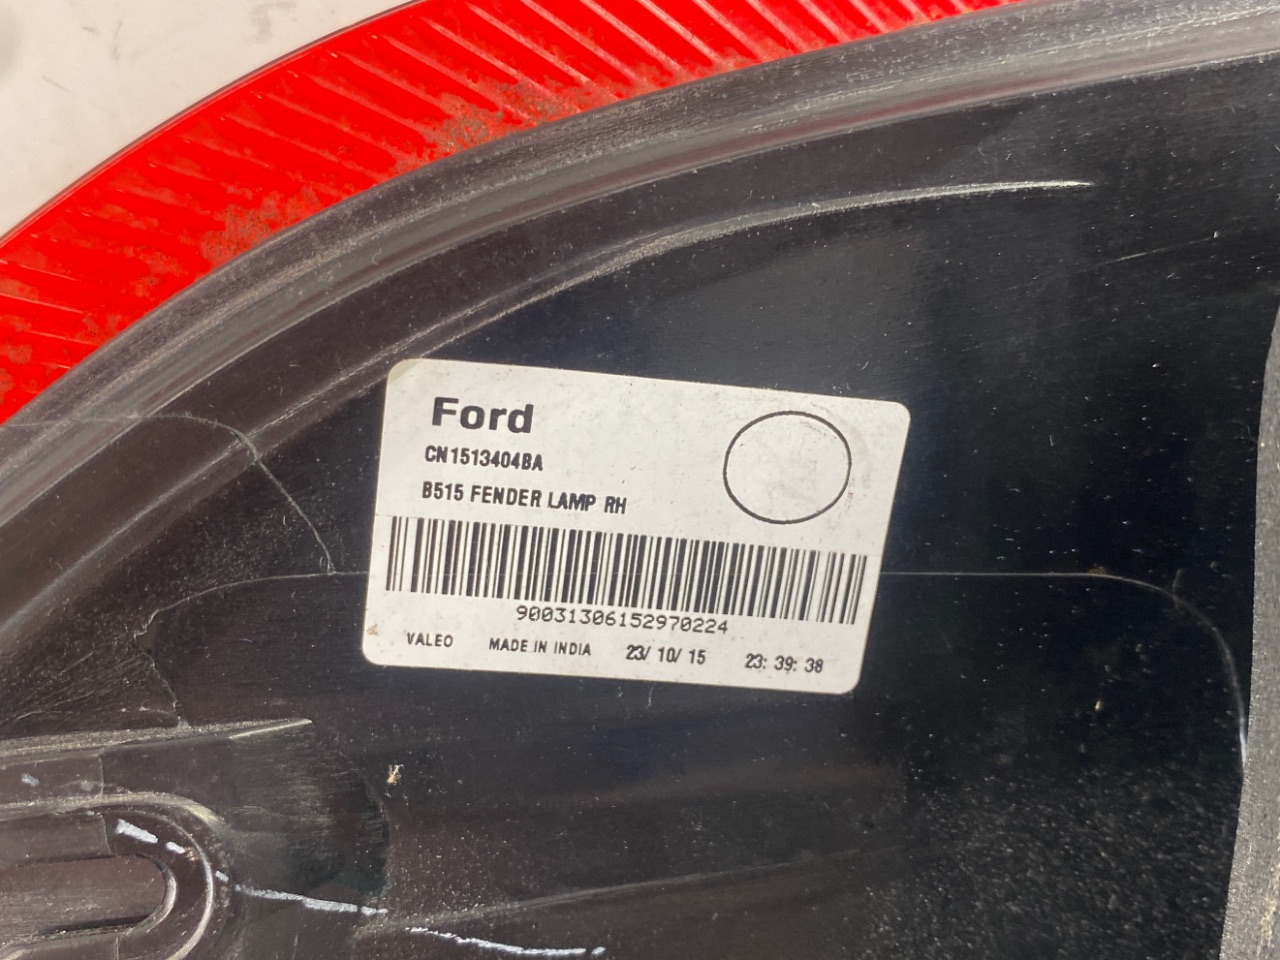 Ford
CN1513404BA
B515 FENDER LAMP RH
90031306152970224
VALEO MADE IN INDIA 23/ 10/ 15 23: 39: 38